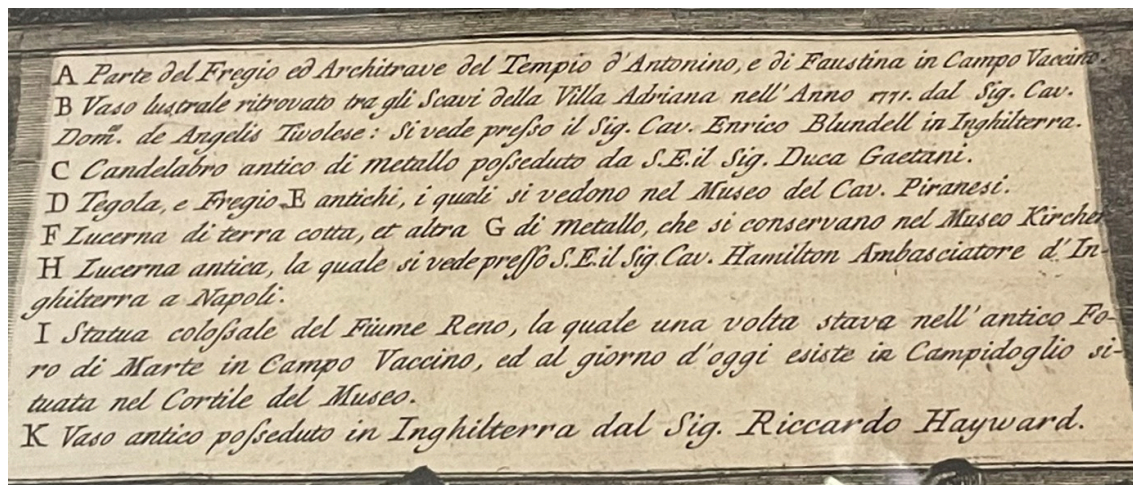 A Parte del Fregio ed Architrave del Tempio d'Antonino, e di Faustina in Campo Vaccino.
B Vaso lustrale ritrovato tra gli Scavi della Villa Adriana nell'Anno 1771. dal Sig. Cav.
Dom.co de Angelis Tivolese: Si vede preſso il Sig. Cav. Enrico Blundell in Inghilterra.
C Candelabro antico di metallo poſseduto da S.E. il Sig. Duca Gaetani.
D Tegola, e Fregio E antichi, i quali si vedono nel Museo del Cav. Piranesi.
F Lucerna di terra cotta, et altra G di metallo, che si conservano nel Museo Kircher
H Lucerna antica, la quale si vede preſſo S.E. il Sig. Cav. Hamilton Ambasciatore d'In-
ghilterra a Napoli.
I Statua coloſsale del Fiume Reno, la quale una volta stava nell'antico Fo-
ro di Marte in Campo Vaccino, ed al giorno d'oggi esiste in Campidoglio si-
tuata nel Cortile del Museo.
K Vaso antico poſseduto in Inghilterra dal Sig. Riccardo Hayward.